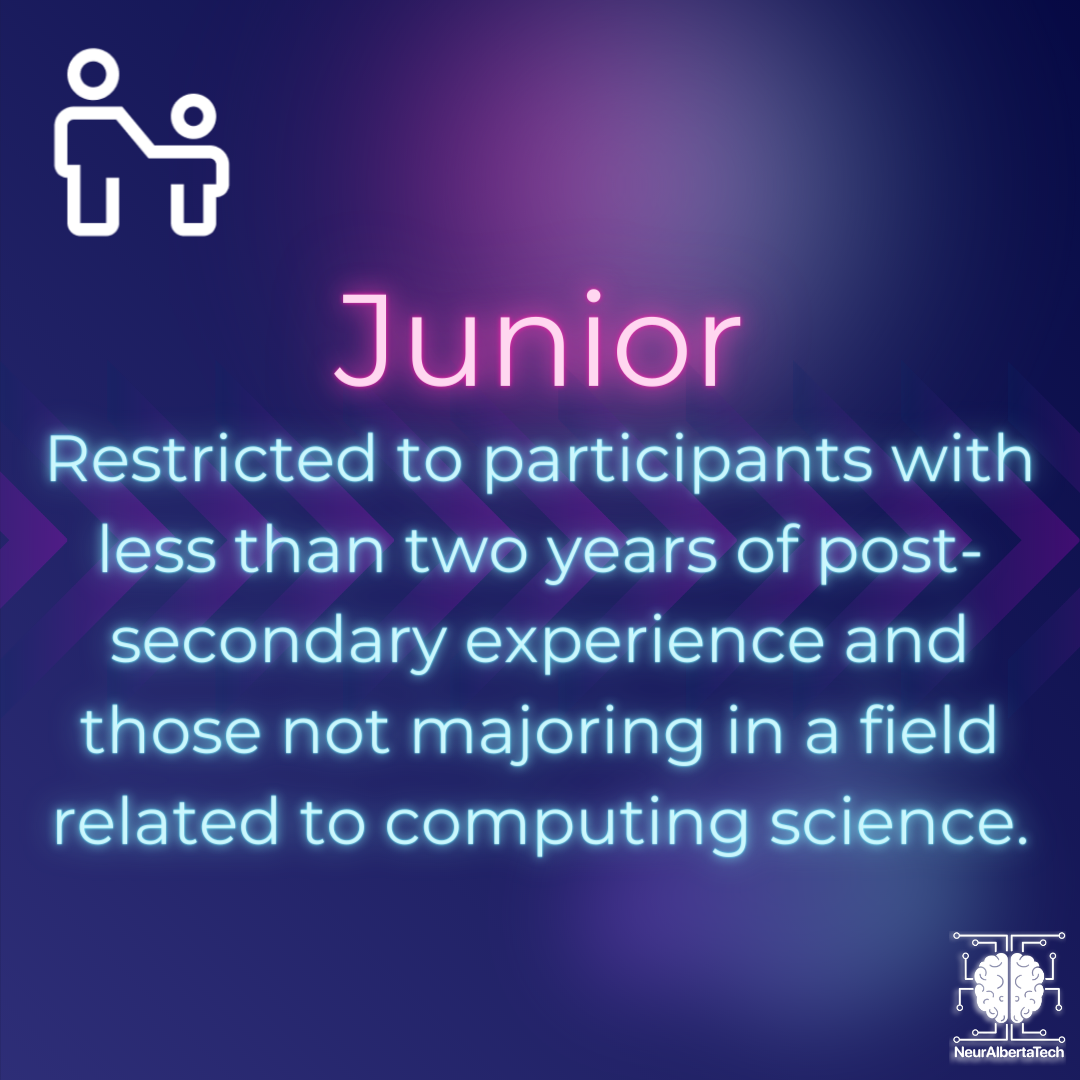 Junior
Restricted to participants with
less than two years of post-
secondary experience and
those not majoring in a field
related to computing science.
NeurAlbertaTech